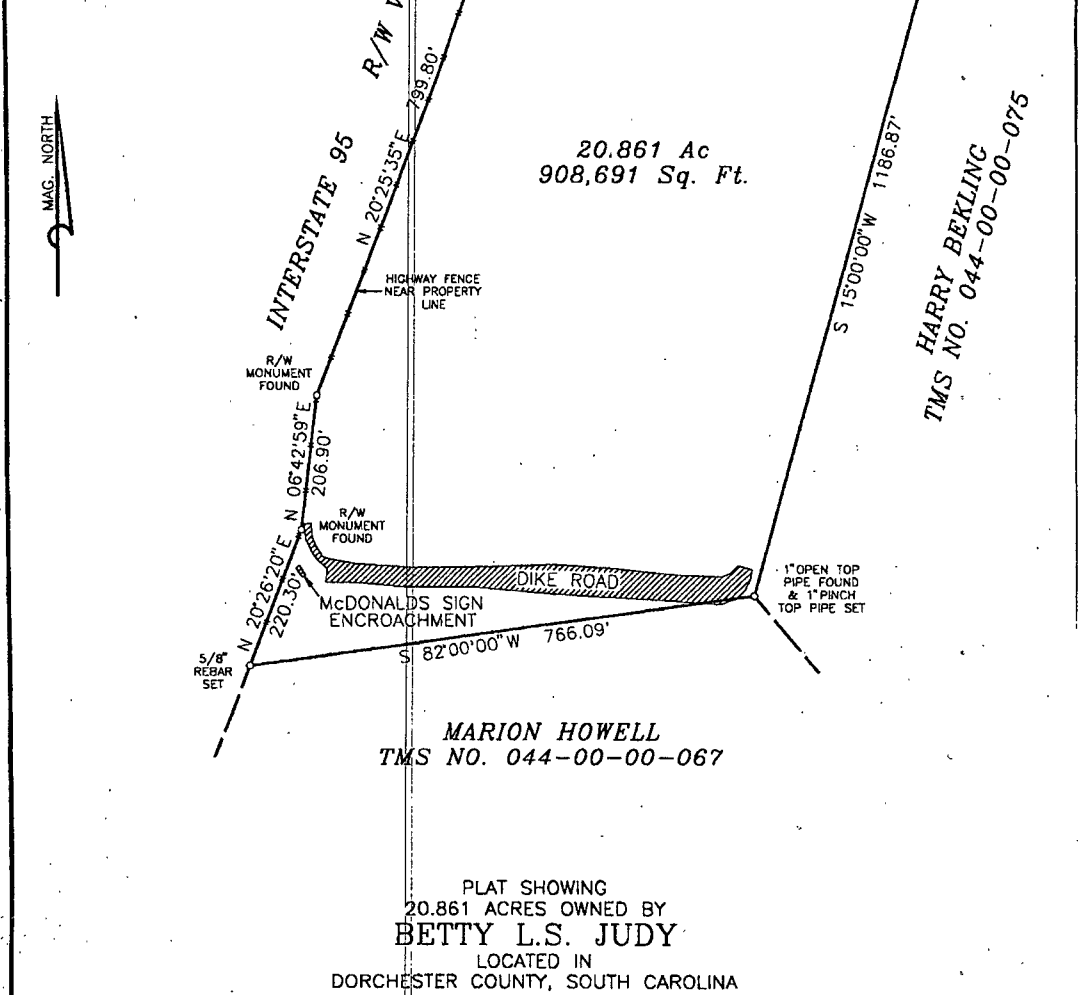 R/W
799.80'
N 20°25'35"E
INTERSTATE 95
MAG. NORTH
20.861 Ac
908,691 Sq. Ft.
S 15°00'00"W 1186.87'
HARRY BEKLING
TMS NO. 044-00-00-075
HIGHWAY FENCE
NEAR PROPERTY
LINE
R/W
MONUMENT
FOUND
N 06°42'59"E
206.90'
R/W
MONUMENT
FOUND
N 20°26'20"E
220.30'
DIKE ROAD
McDONALDS SIGN
ENCROACHMENT
1" OPEN TOP
PIPE FOUND
& 1" PINCH
TOP PIPE SET
S 82°00'00"W 766.09'
5/8"
REBAR
SET
MARION HOWELL
TMS NO. 044-00-00-067
PLAT SHOWING
20.861 ACRES OWNED BY
BETTY L.S. JUDY
LOCATED IN
DORCHESTER COUNTY, SOUTH CAROLINA